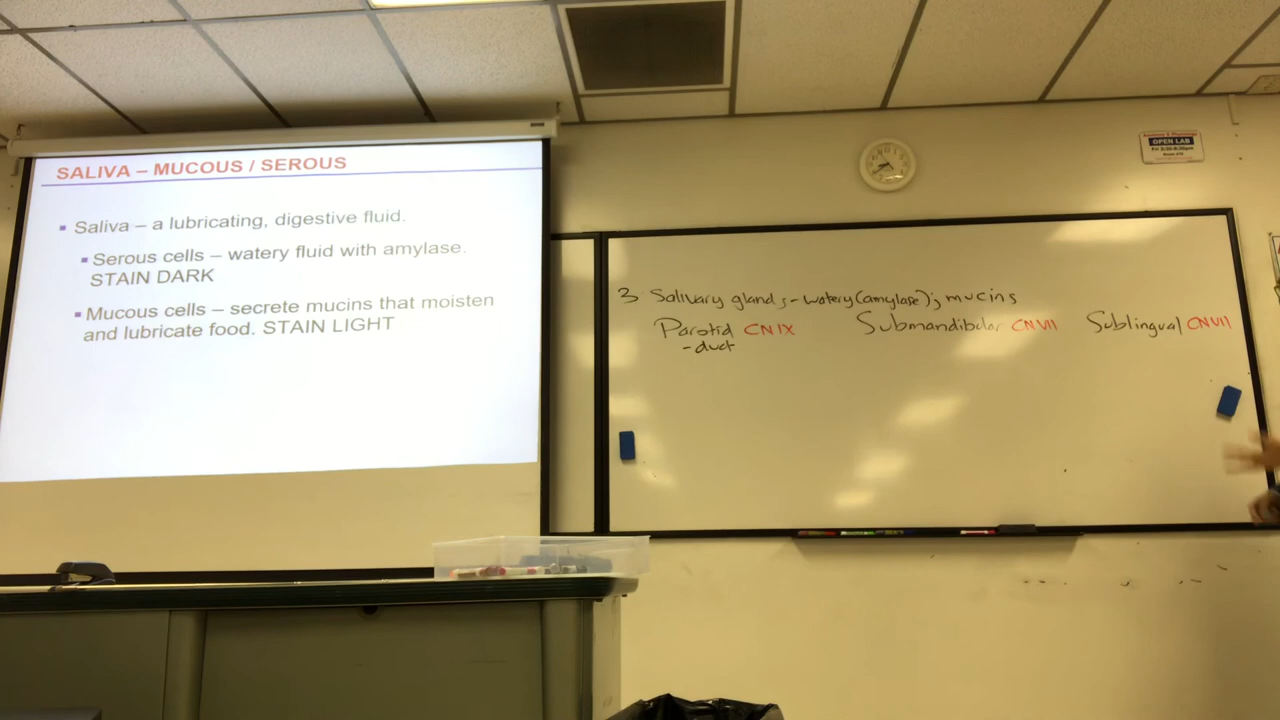 SALIVA – MUCOUS / SEROUS
▪ Saliva – a lubricating, digestive fluid.
▪ Serous cells – watery fluid with amylase.
STAIN DARK
▪ Mucous cells – secrete mucins that moisten
and lubricate food. STAIN LIGHT
OPEN LAB
3 Salivary glands - watery (amylase); mucins
Parotid CN IX Submandibular CN VII Sublingual CN VII
- duct